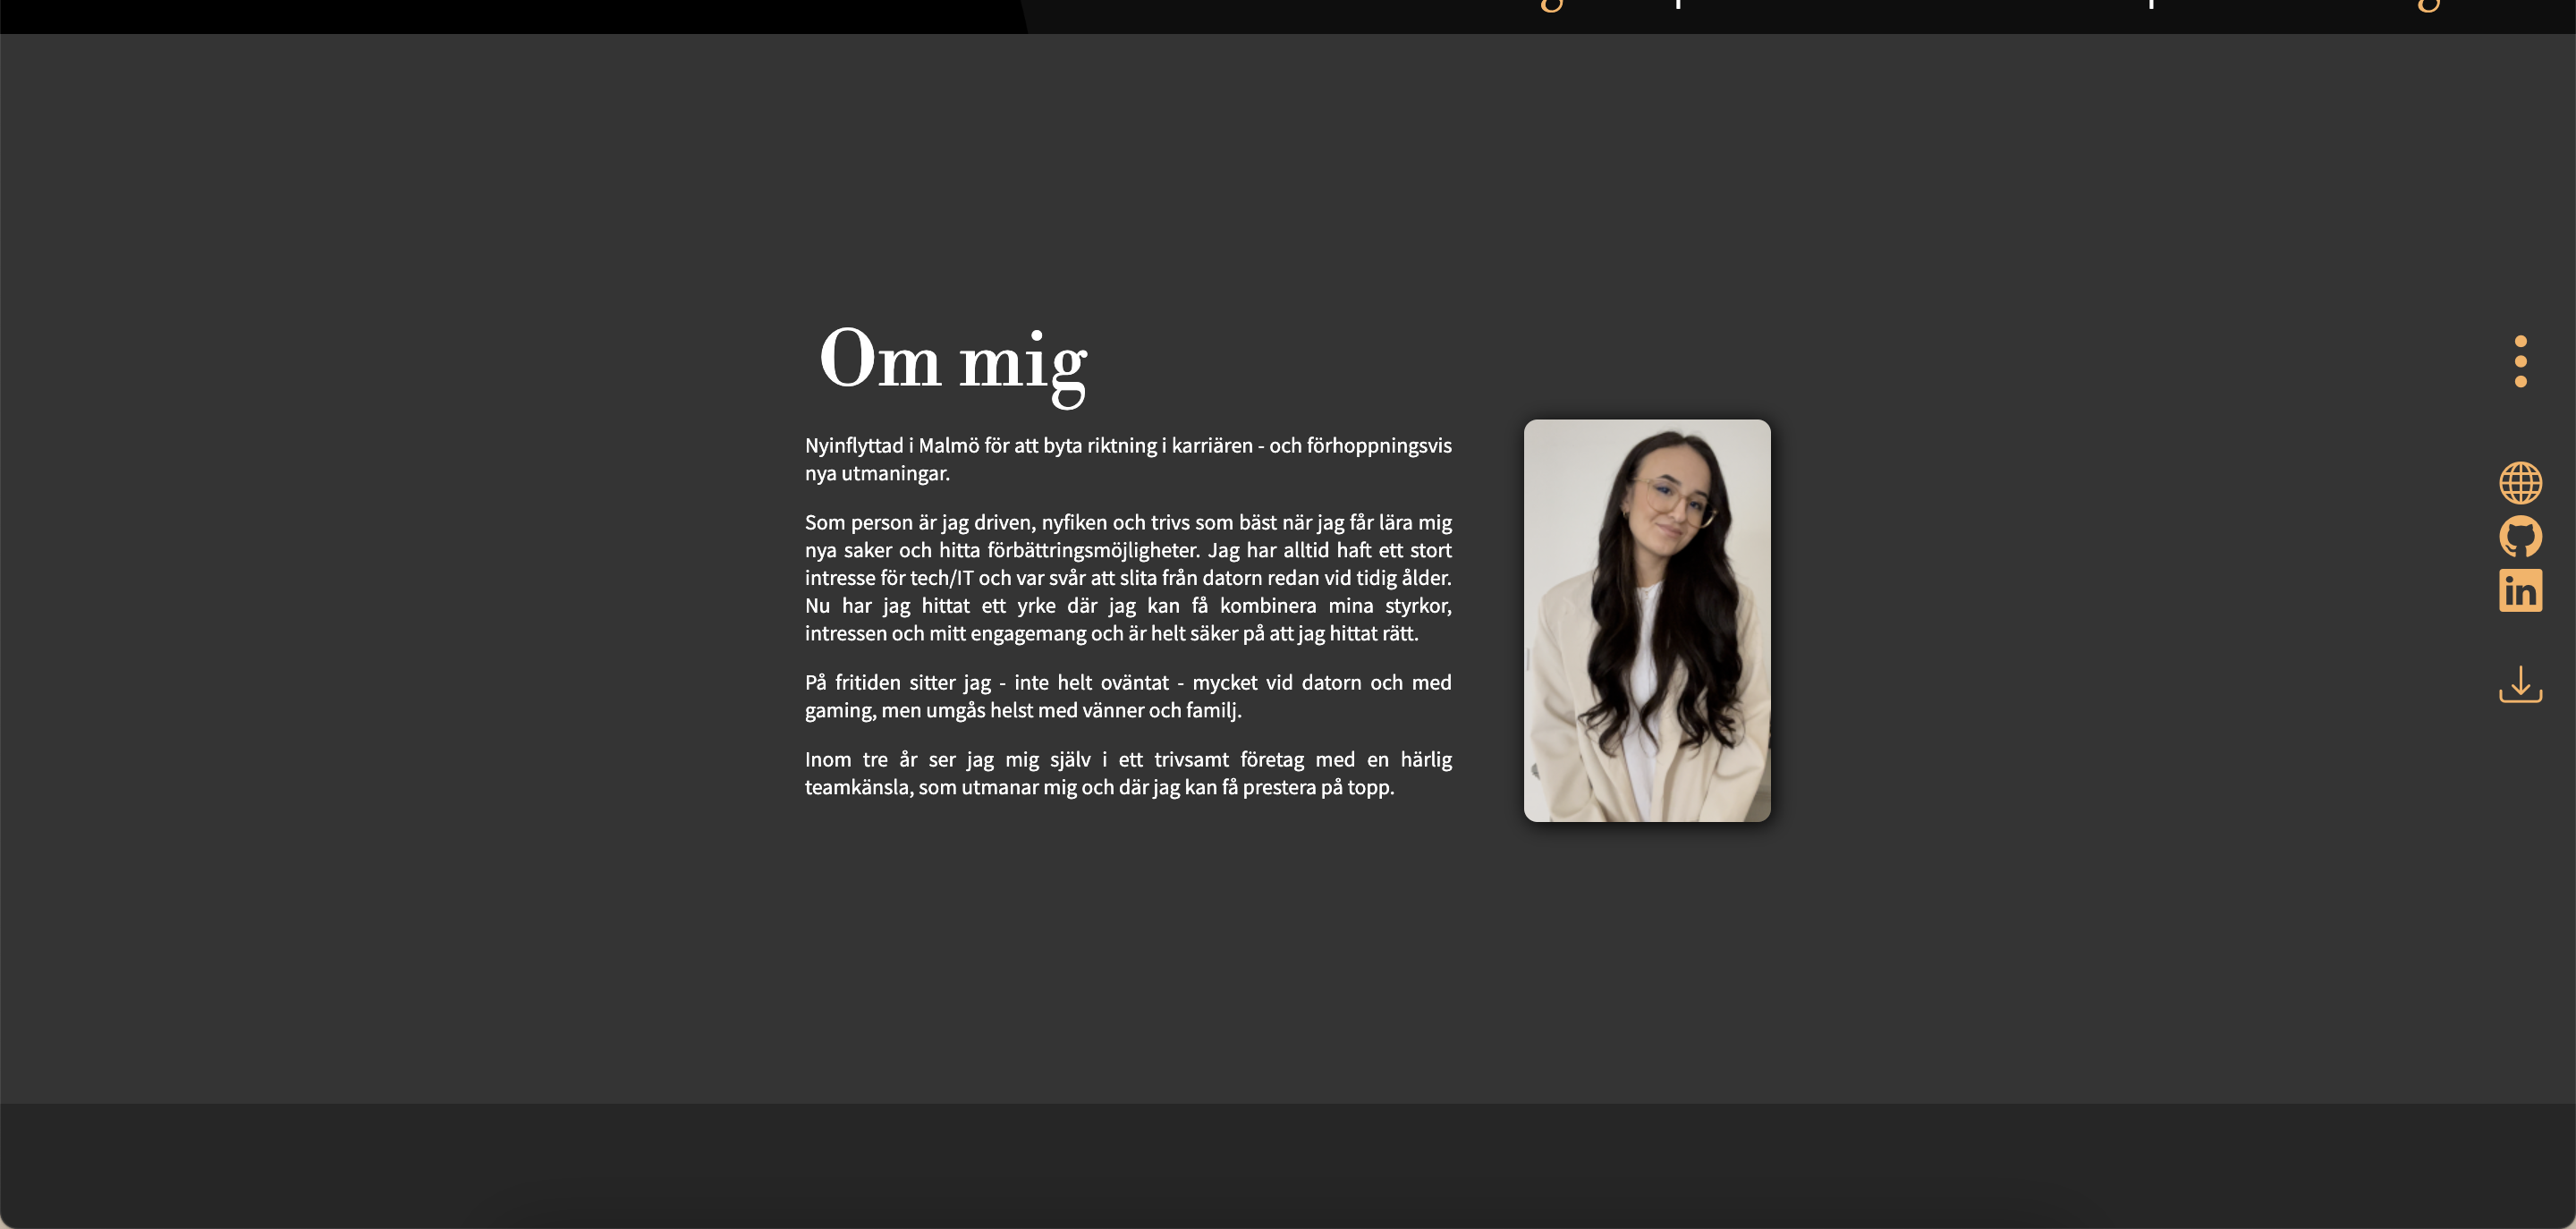 Om mig
Nyinflyttad i Malmö för att byta riktning i karriären - och förhoppningsvis
nya utmaningar.
Som person är jag driven, nyfiken och trivs som bäst när jag får lära mig
nya saker och hitta förbättringsmöjligheter. Jag har alltid haft ett stort
intresse för tech/IT och var svår att slita från datorn redan vid tidig ålder.
Nu har jag hittat ett yrke där jag kan få kombinera mina styrkor,
intressen och mitt engagemang och är helt säker på att jag hittat rätt.
På fritiden sitter jag - inte helt oväntat - mycket vid datorn och med
gaming, men umgås helst med vänner och familj.
Inom tre år ser jag mig själv i ett trivsamt företag med en härlig
teamkänsla, som utmanar mig och där jag kan få prestera på topp.
in